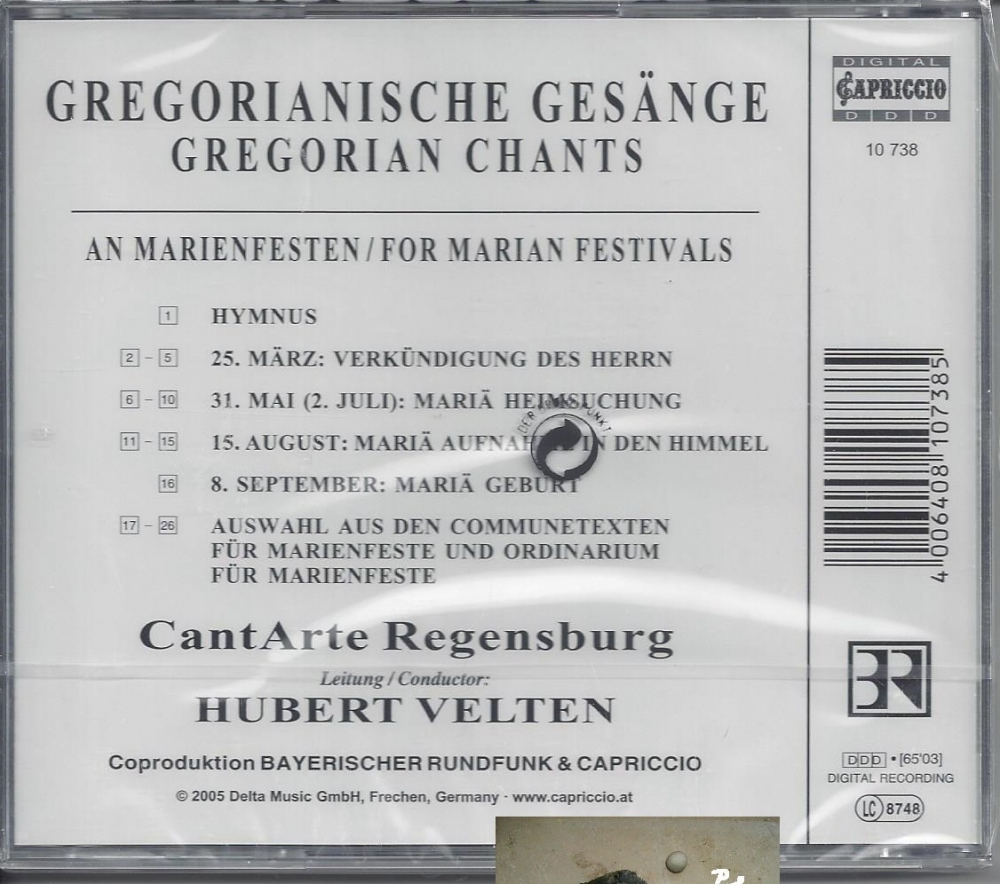 GREGORIANISCHE GESÄNGE
GREGORIAN CHANTS
AN MARIENFESTEN/FOR MARIAN FESTIVALS
1 HYMNUS
2 – 5 25. MÄRZ: VERKÜNDIGUNG DES HERRN
6 – 10 31. MAI (2. JULI): MARIÄ HEIMSUCHUNG
11 – 15 15. AUGUST: MARIÄ AUFNAHME IN DEN HIMMEL
16 8. SEPTEMBER: MARIÄ GEBURT
17 – 26 AUSWAHL AUS DEN COMMUNETEXTEN
FÜR MARIENFESTE UND ORDINARIUM
FÜR MARIENFESTE
CantArte Regensburg
Leitung / Conductor:
HUBERT VELTEN
Coproduktion BAYERISCHER RUNDFUNK & CAPRICCIO
© 2005 Delta Music GmbH, Frechen, Germany · www.capriccio.at
DIGITAL
CAPRICCIO
D D D
10 738
4 006408 107385
BR
DDD • [65'03]
DIGITAL RECORDING
LC 8748